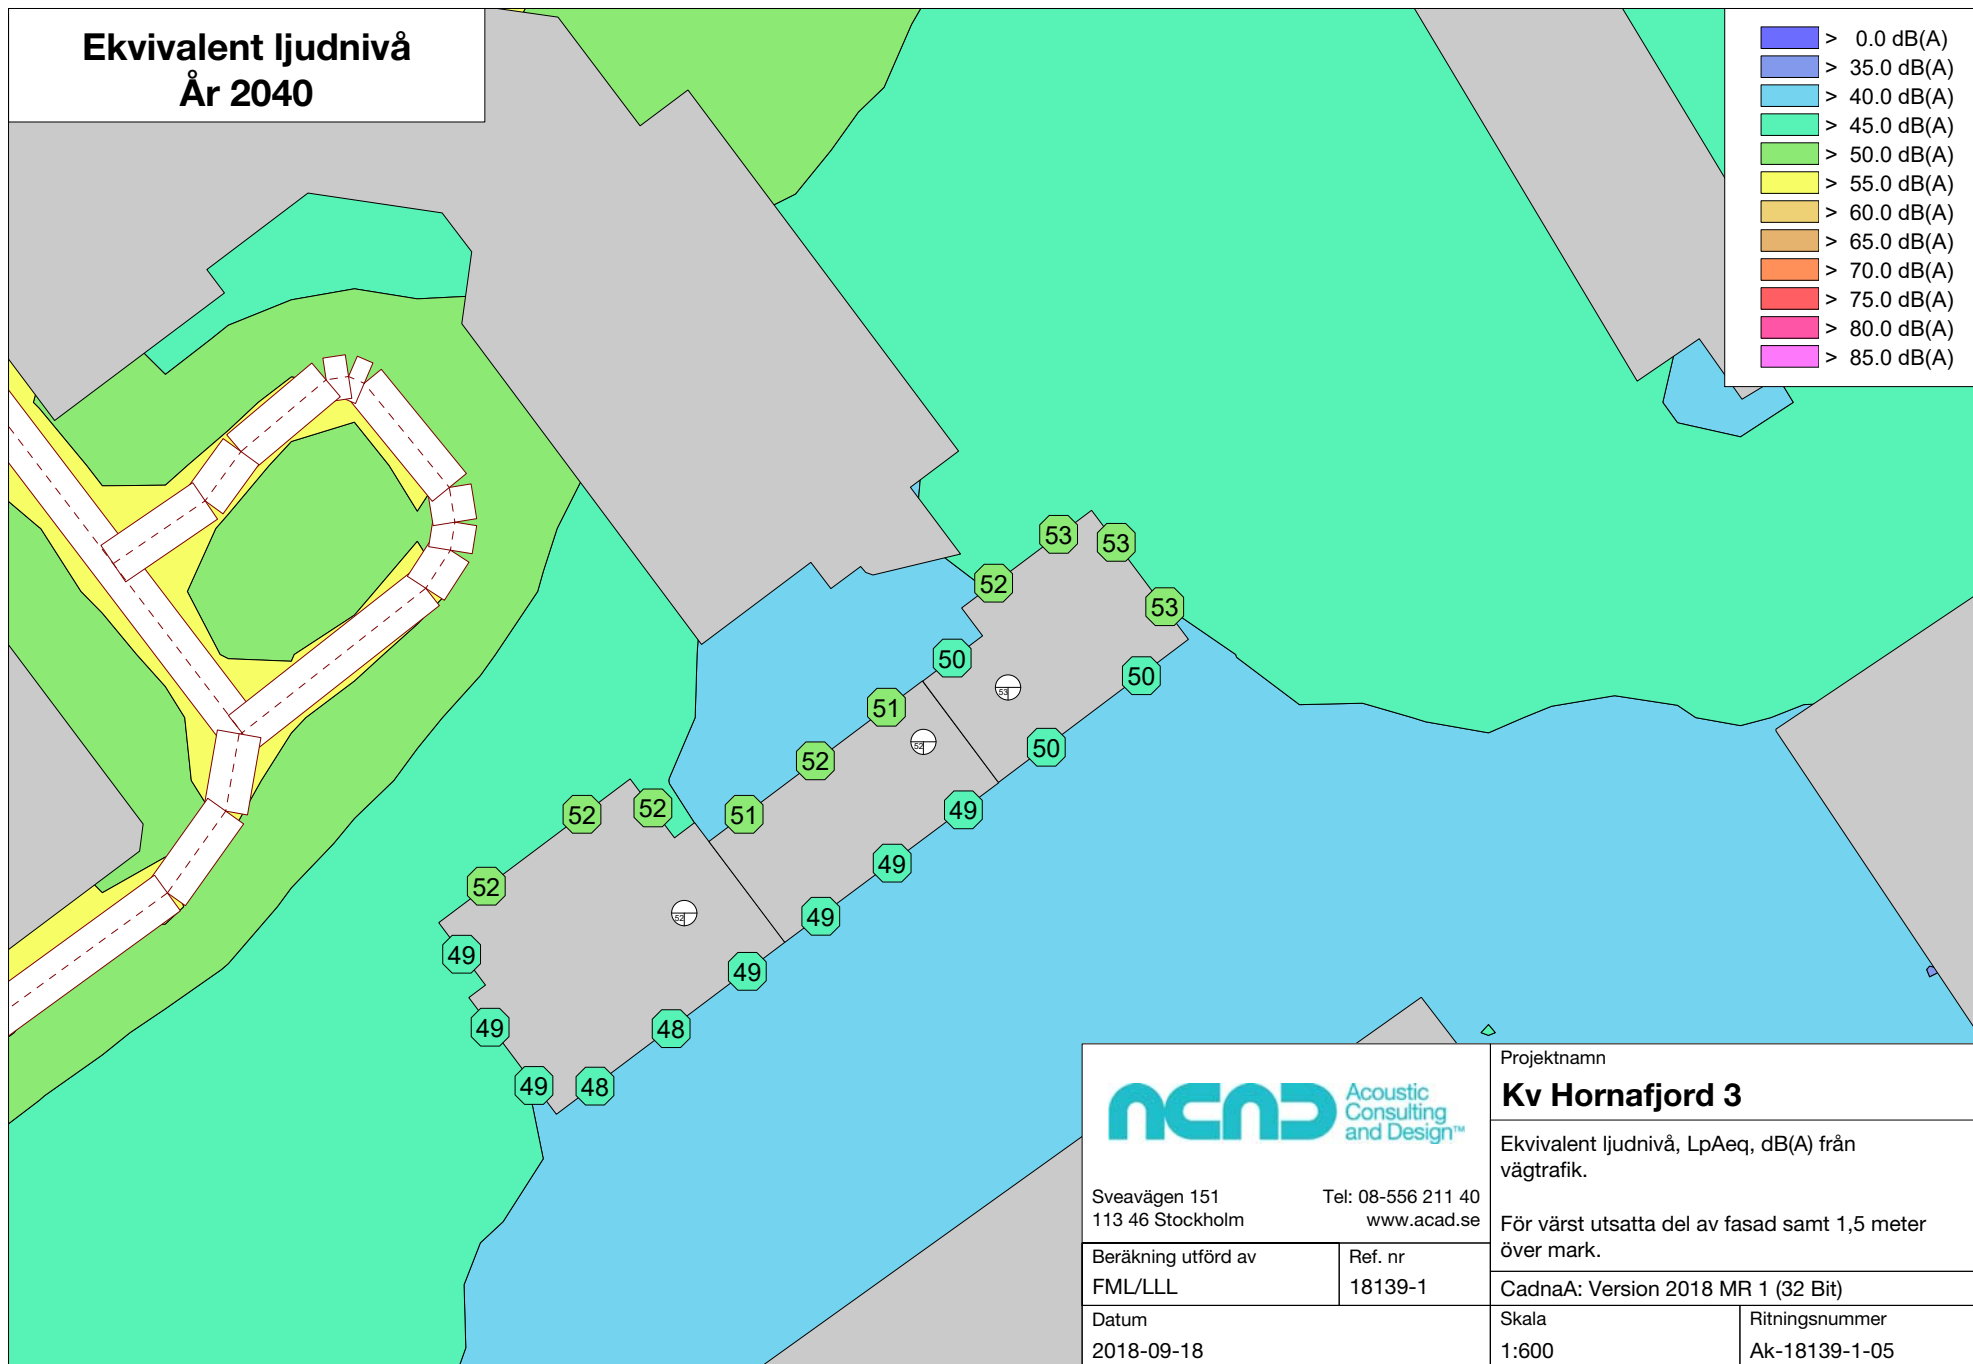 Ekvivalent ljudnivå
År 2040
> 0.0 dB(A)
> 35.0 dB(A)
> 40.0 dB(A)
> 45.0 dB(A)
> 50.0 dB(A)
> 55.0 dB(A)
> 60.0 dB(A)
> 65.0 dB(A)
> 70.0 dB(A)
> 75.0 dB(A)
> 80.0 dB(A)
> 85.0 dB(A)
53
53
52
53
50
50
53
51
52
50
52
49
52
52
51
49
52
52
49
49
49
49
48
49
48
acad Acoustic
Consulting
and Design™
Sveavägen 151
113 46 Stockholm
Tel: 08-556 211 40
www.acad.se
Beräkning utförd av
FML/LLL
Ref. nr
18139-1
Datum
2018-09-18
Projektnamn
Kv Hornafjord 3
Ekvivalent ljudnivå, LpAeq, dB(A) från
vägtrafik.
För värst utsatta del av fasad samt 1,5 meter
över mark.
CadnaA: Version 2018 MR 1 (32 Bit)
Skala
1:600
Ritningsnummer
Ak-18139-1-05